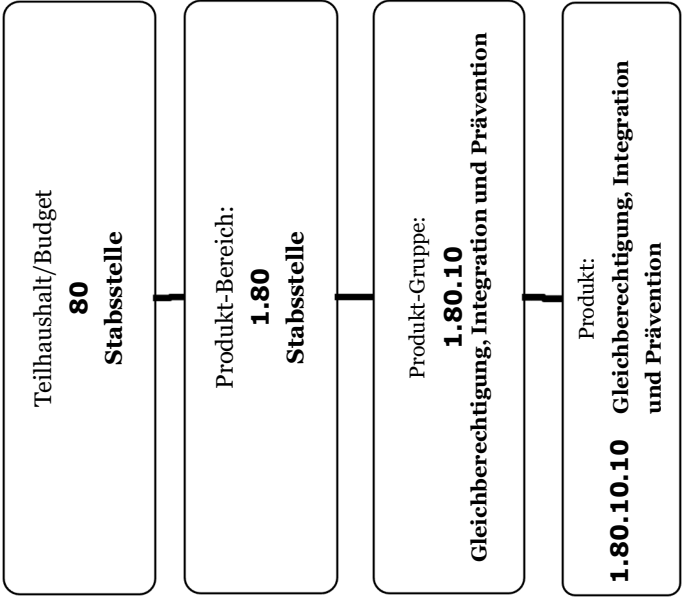 Teilhaushalt/Budget
80
Stabsstelle
Produkt-Bereich:
1.80
Stabsstelle
Produkt-Gruppe:
1.80.10
Gleichberechtigung, Integration und Prävention
Produkt:
1.80.10.10 Gleichberechtigung, Integration
und Prävention